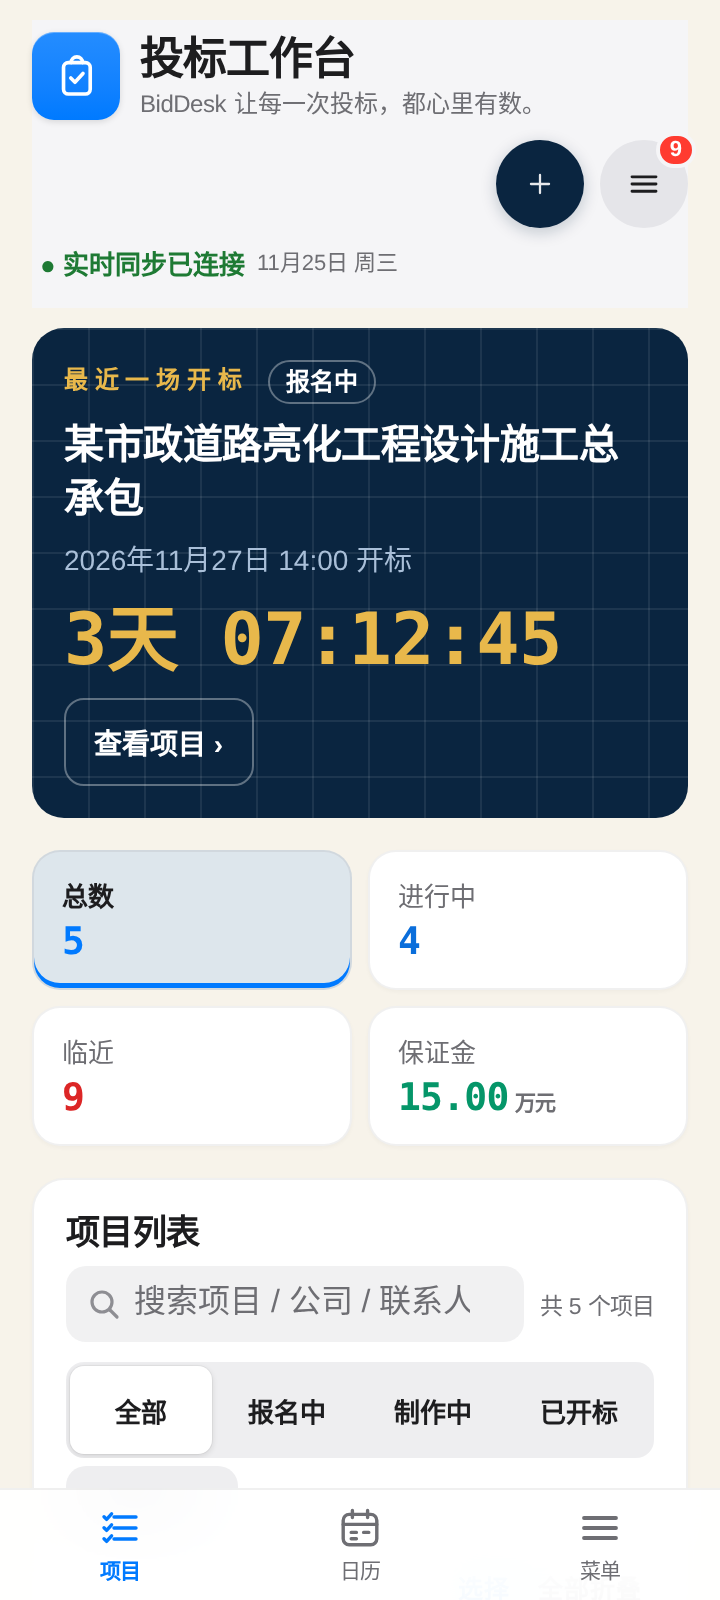 投标工作台
BidDesk 让每一次投标，都心里有数。
9
实时同步已连接 11月25日 周三
最近一场开标 报名中
某市政道路亮化工程设计施工总
承包
2026年11月27日 14:00 开标
3天 07:12:45
查看项目 ›
总数
5
进行中
4
临近
9
保证金
15.00 万元
项目列表
搜索项目 / 公司 / 联系人
共 5 个项目
全部 报名中 制作中 已开标
选择 全部折叠
项目 日历 菜单